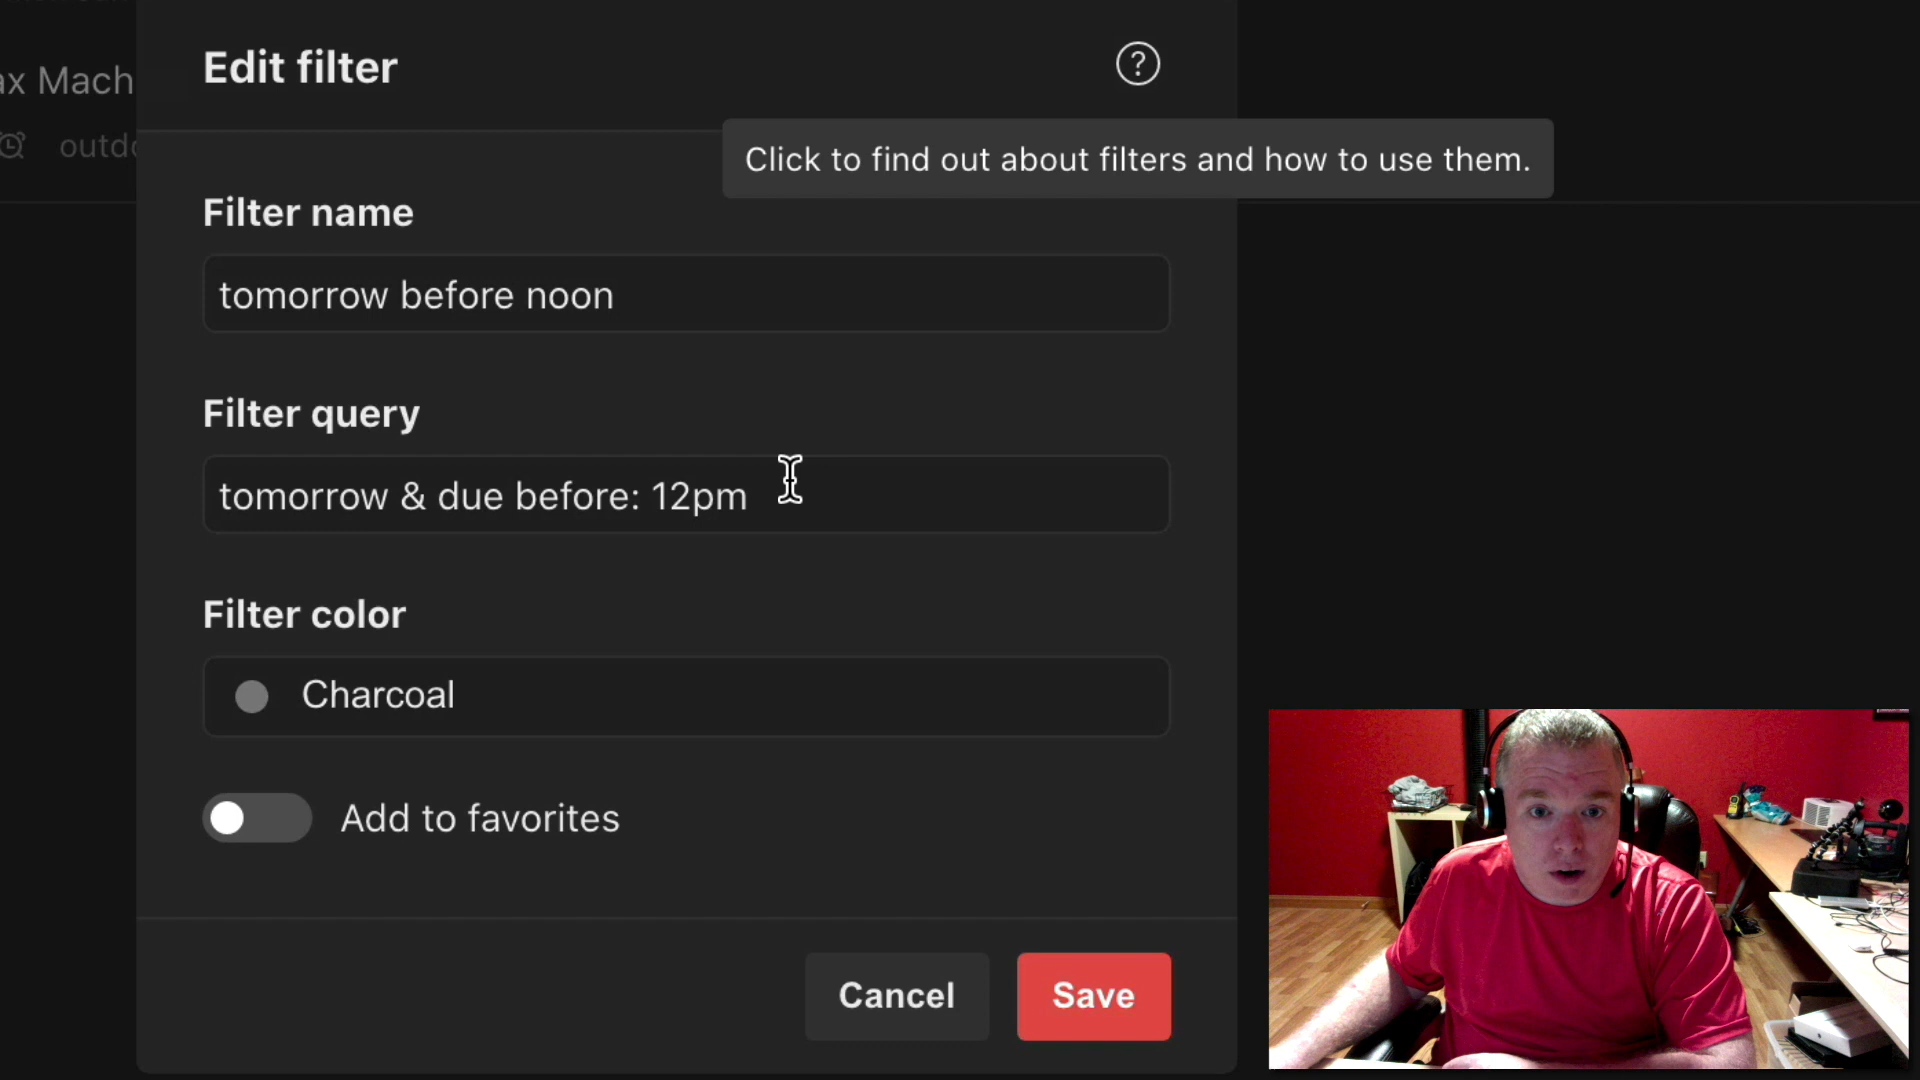 Edit filter
?
ax Mach
outdo
Click to find out about filters and how to use them.
Filter name
tomorrow before noon
Filter query
tomorrow & due before: 12pm
Filter color
Charcoal
Add to favorites
Cancel
Save